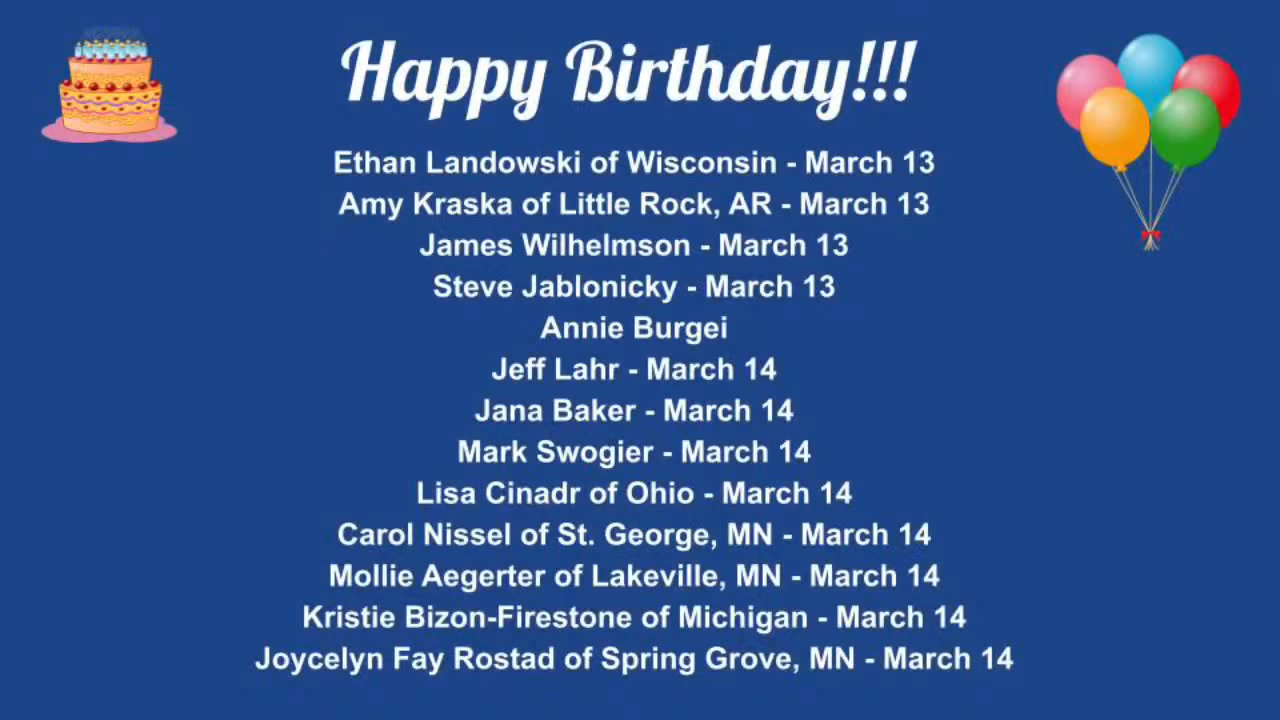 Happy Birthday!!!
Ethan Landowski of Wisconsin - March 13
Amy Kraska of Little Rock, AR - March 13
James Wilhelmson - March 13
Steve Jablonicky - March 13
Annie Burgei
Jeff Lahr - March 14
Jana Baker - March 14
Mark Swogier - March 14
Lisa Cinadr of Ohio - March 14
Carol Nissel of St. George, MN - March 14
Mollie Aegerter of Lakeville, MN - March 14
Kristie Bizon-Firestone of Michigan - March 14
Joycelyn Fay Rostad of Spring Grove, MN - March 14